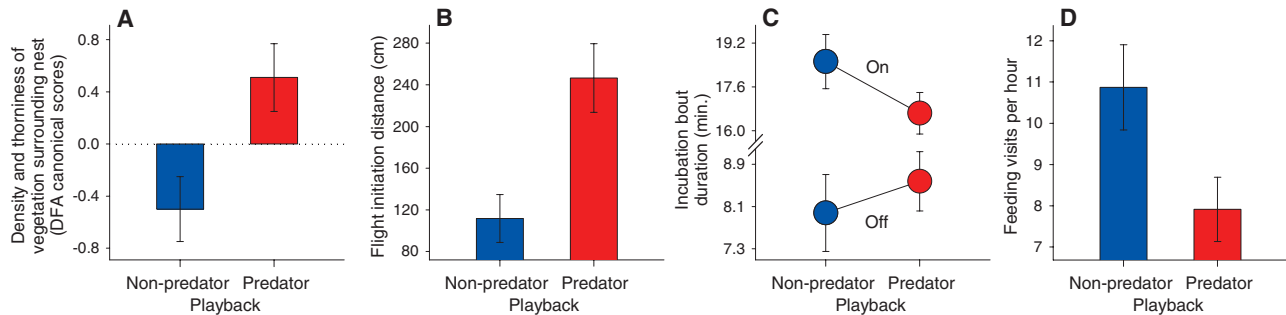 A
Density and thorniness of
vegetation surrounding nest
(DFA canonical scores)
0.8
0.4
0.0
-0.4
-0.8
Non-predator Predator
Playback
B
Flight initiation distance (cm)
280
240
200
160
120
80
Non-predator Predator
Playback
C
Incubation bout
duration (min.)
19.2
17.6
16.0
8.9
8.1
7.3
On
Off
Non-predator Predator
Playback
D
Feeding visits per hour
12
11
10
9
8
7
Non-predator Predator
Playback